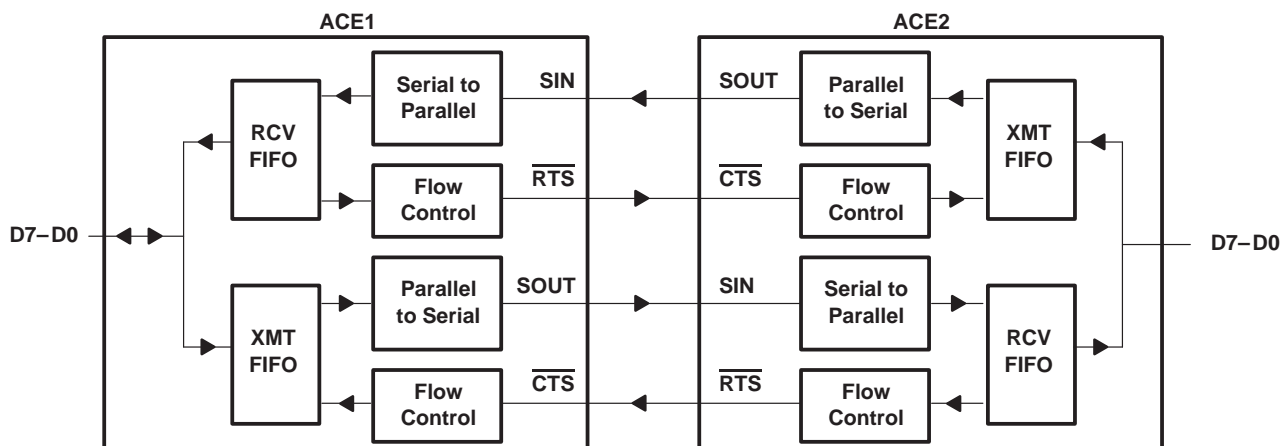 ACE1
ACE2
Serial to
Parallel
SIN
SOUT
Parallel
to Serial
RCV
FIFO
XMT
FIFO
Flow
Control
RTS
CTS
Flow
Control
D7–D0
D7–D0
Parallel
to Serial
SOUT
SIN
Serial to
Parallel
XMT
FIFO
RCV
FIFO
Flow
Control
CTS
RTS
Flow
Control